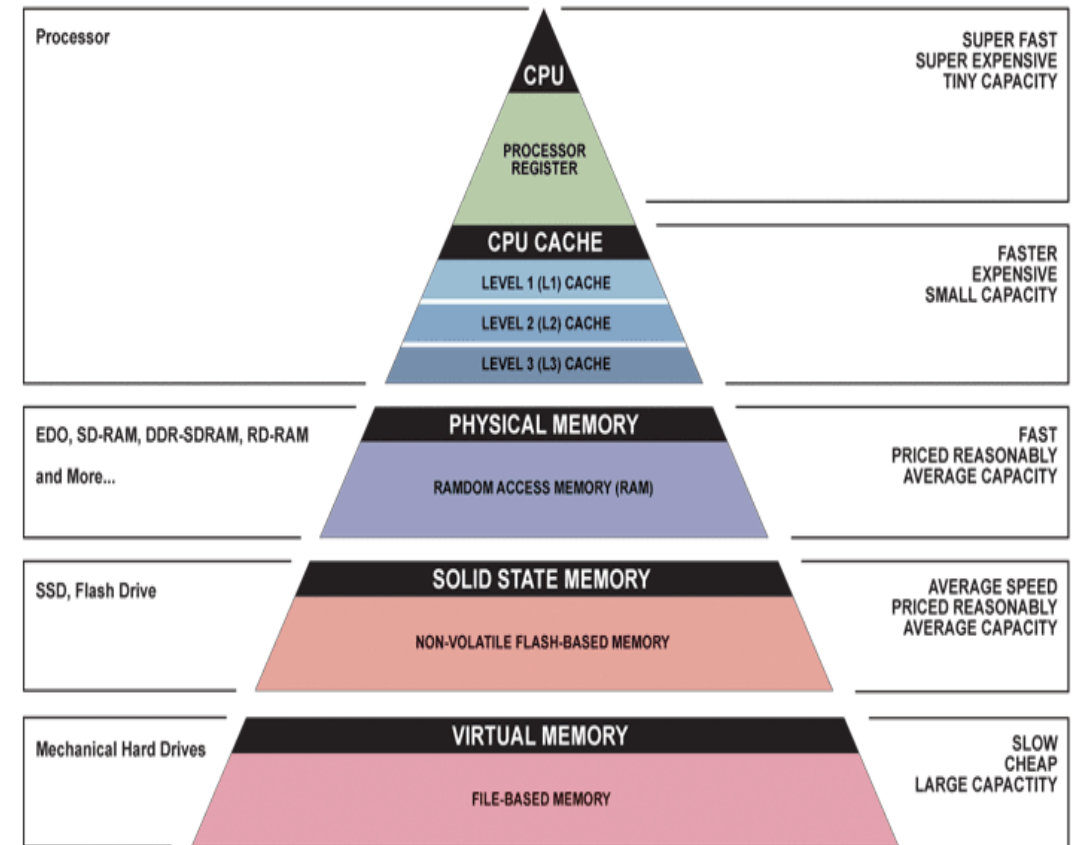 Processor
CPU
SUPER FAST
SUPER EXPENSIVE
TINY CAPACITY
PROCESSOR
REGISTER
CPU CACHE
FASTER
EXPENSIVE
SMALL CAPACITY
LEVEL 1 (L1) CACHE
LEVEL 2 (L2) CACHE
LEVEL 3 (L3) CACHE
EDO, SD-RAM, DDR-SDRAM, RD-RAM
and More...
PHYSICAL MEMORY
RAMDOM ACCESS MEMORY (RAM)
FAST
PRICED REASONABLY
AVERAGE CAPACITY
SSD, Flash Drive
SOLID STATE MEMORY
NON-VOLATILE FLASH-BASED MEMORY
AVERAGE SPEED
PRICED REASONABLY
AVERAGE CAPACITY
Mechanical Hard Drives
VIRTUAL MEMORY
FILE-BASED MEMORY
SLOW
CHEAP
LARGE CAPACTITY